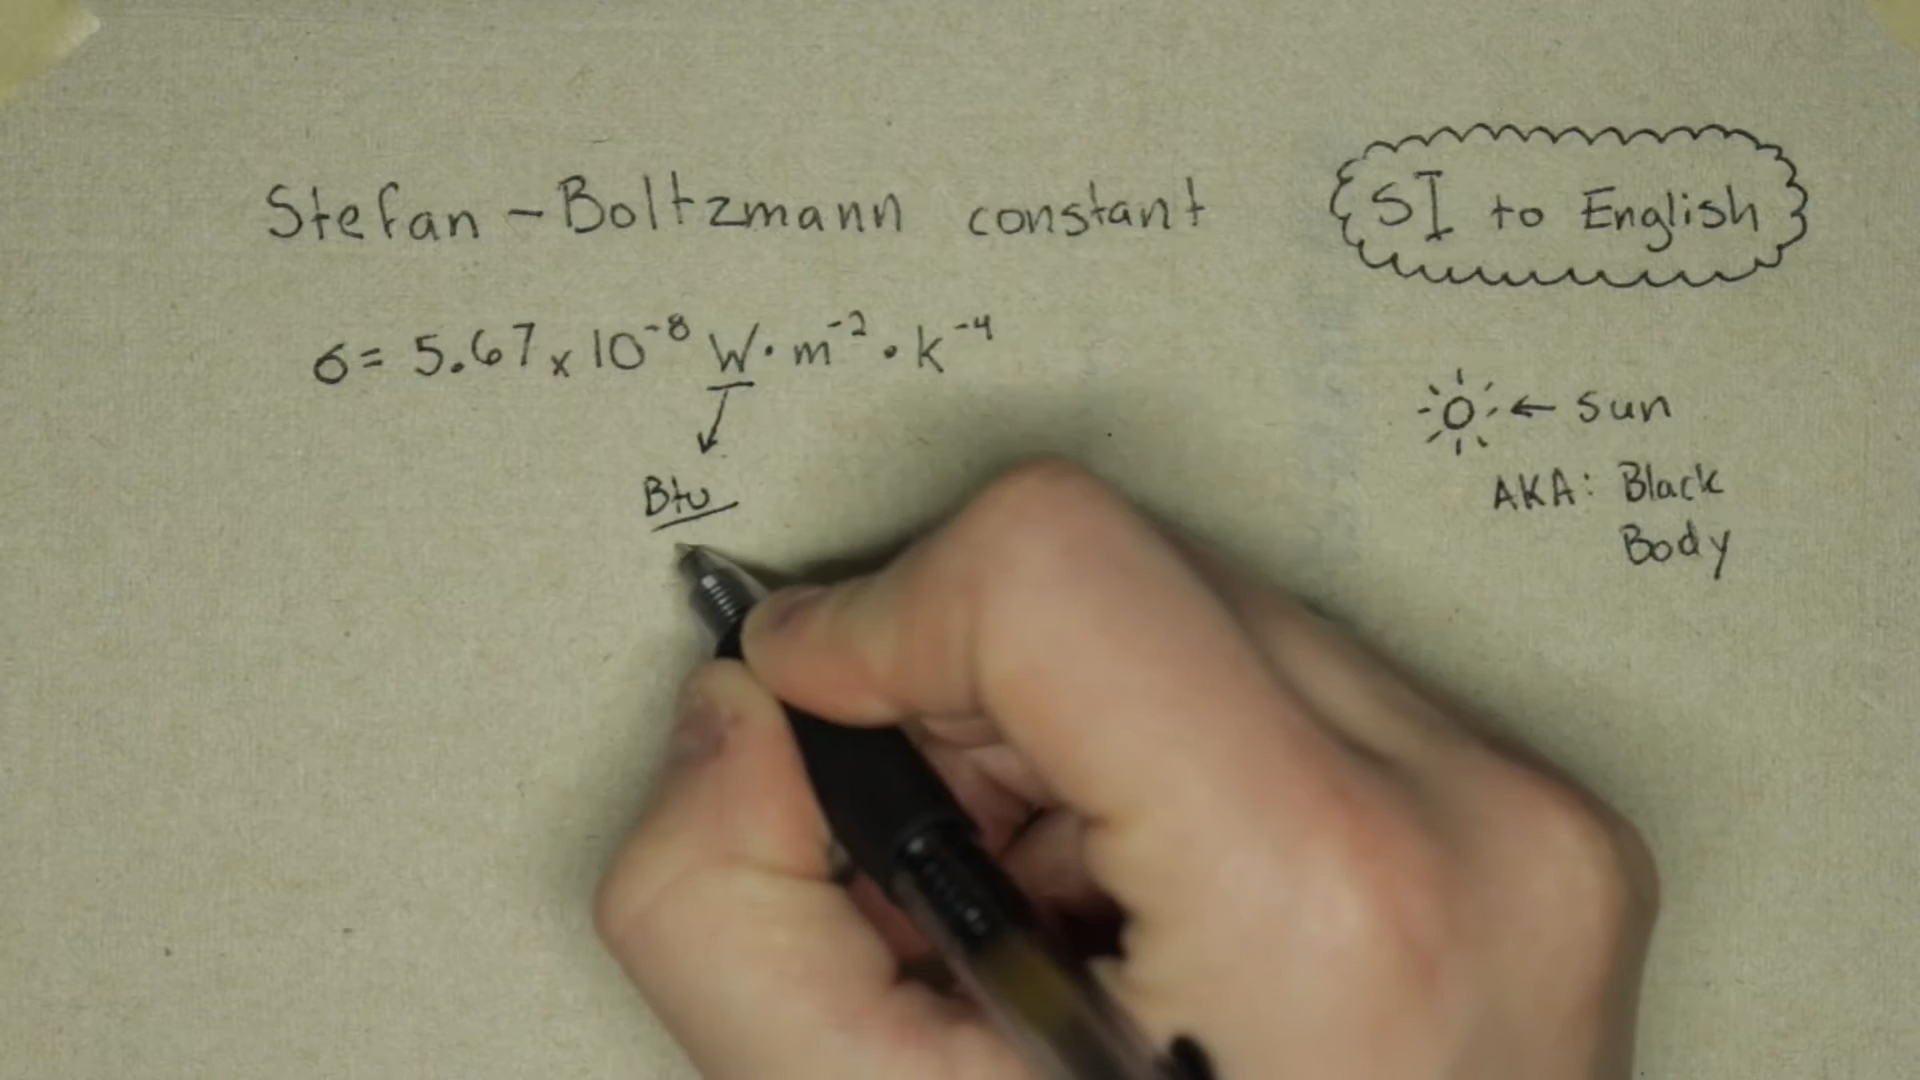 Stefan - Boltzmann constant
SI to English
σ = 5.67 x 10⁻⁸ W · m⁻² · k⁻⁴
← sun
AKA: Black
Body
Btu